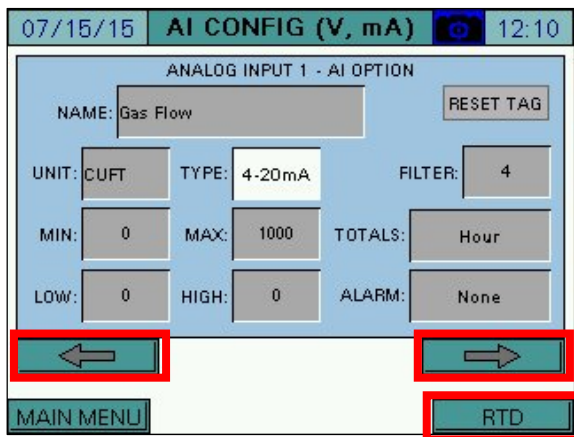 07/15/15 AI CONFIG (V, mA) 12:10
ANALOG INPUT 1 - AI OPTION
NAME: Gas Flow RESET TAG
UNIT: CUFT TYPE: 4-20mA FILTER: 4
MIN: 0 MAX: 1000 TOTALS: Hour
LOW: 0 HIGH: 0 ALARM: None
MAIN MENU RTD